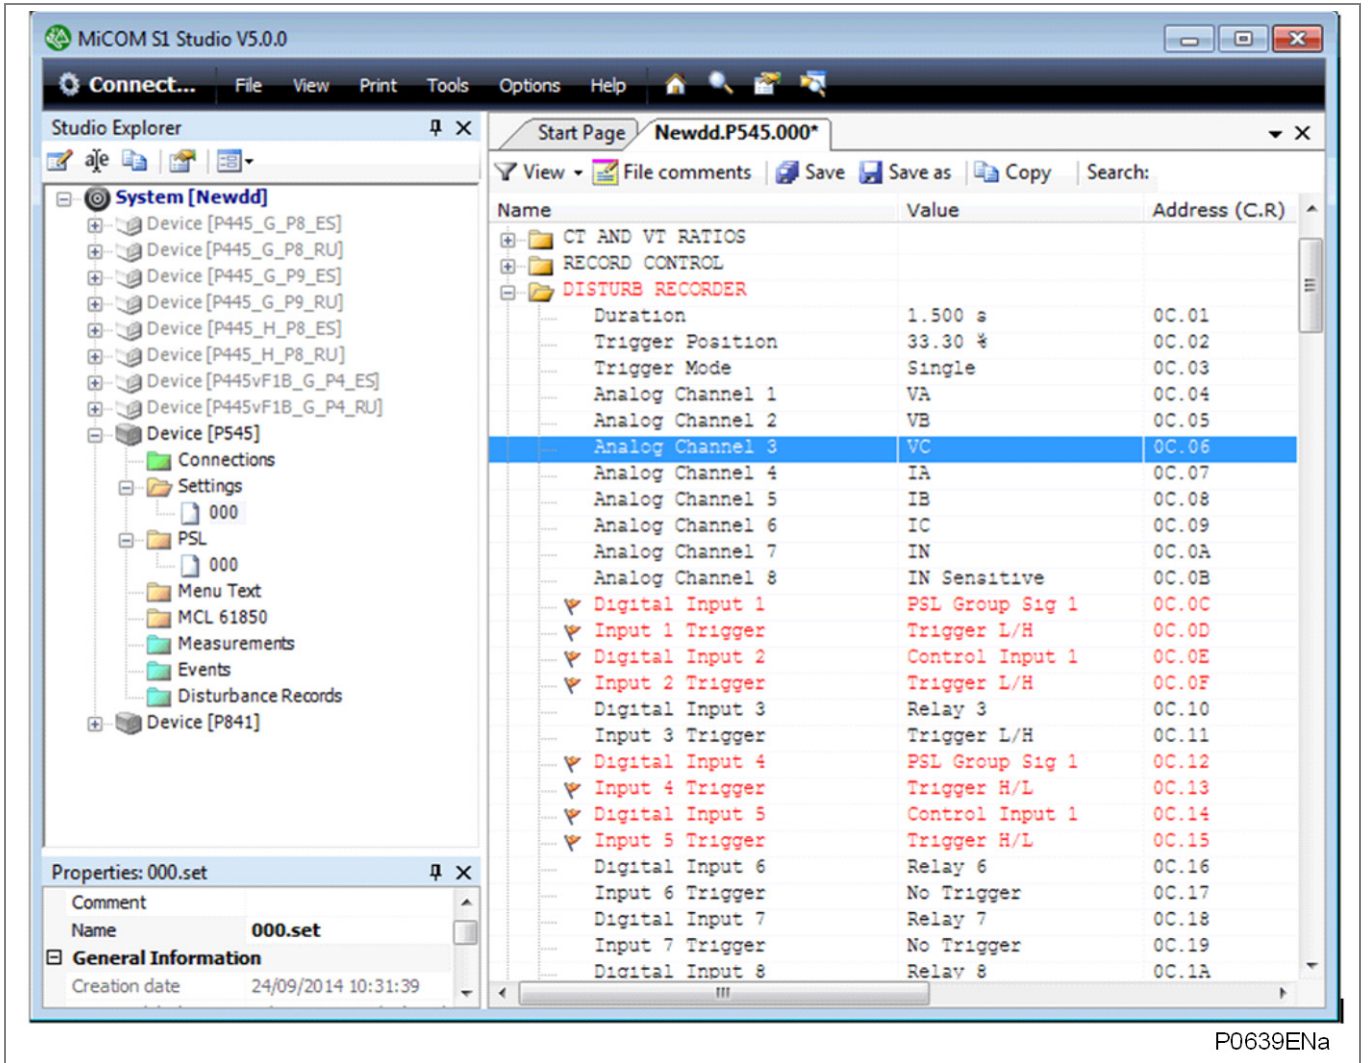 MiCOM S1 Studio V5.0.0
Connect... File View Print Tools Options Help
Studio Explorer
Start Page Newdd.P545.000*
View File comments Save Save as Copy Search:
System [Newdd]
Device [P445_G_P8_ES]
Device [P445_G_P8_RU]
Device [P445_G_P9_ES]
Device [P445_G_P9_RU]
Device [P445_H_P8_ES]
Device [P445_H_P8_RU]
Device [P445vF1B_G_P4_ES]
Device [P445vF1B_G_P4_RU]
Device [P545]
Connections
Settings
000
PSL
000
Menu Text
MCL 61850
Measurements
Events
Disturbance Records
Device [P841]
Properties: 000.set
Comment
Name 000.set
General Information
Creation date 24/09/2014 10:31:39
Name Value Address (C.R)
CT AND VT RATIOS
RECORD CONTROL
DISTURB RECORDER
Duration 1.500 s 0C.01
Trigger Position 33.30 % 0C.02
Trigger Mode Single 0C.03
Analog Channel 1 VA 0C.04
Analog Channel 2 VB 0C.05
Analog Channel 3 VC 0C.06
Analog Channel 4 IA 0C.07
Analog Channel 5 IB 0C.08
Analog Channel 6 IC 0C.09
Analog Channel 7 IN 0C.0A
Analog Channel 8 IN Sensitive 0C.0B
Digital Input 1 PSL Group Sig 1 0C.0C
Input 1 Trigger Trigger L/H 0C.0D
Digital Input 2 Control Input 1 0C.0E
Input 2 Trigger Trigger L/H 0C.0F
Digital Input 3 Relay 3 0C.10
Input 3 Trigger Trigger L/H 0C.11
Digital Input 4 PSL Group Sig 1 0C.12
Input 4 Trigger Trigger H/L 0C.13
Digital Input 5 Control Input 1 0C.14
Input 5 Trigger Trigger H/L 0C.15
Digital Input 6 Relay 6 0C.16
Input 6 Trigger No Trigger 0C.17
Digital Input 7 Relay 7 0C.18
Input 7 Trigger No Trigger 0C.19
Digital Input 8 Relay 8 0C.1A
P0639ENa